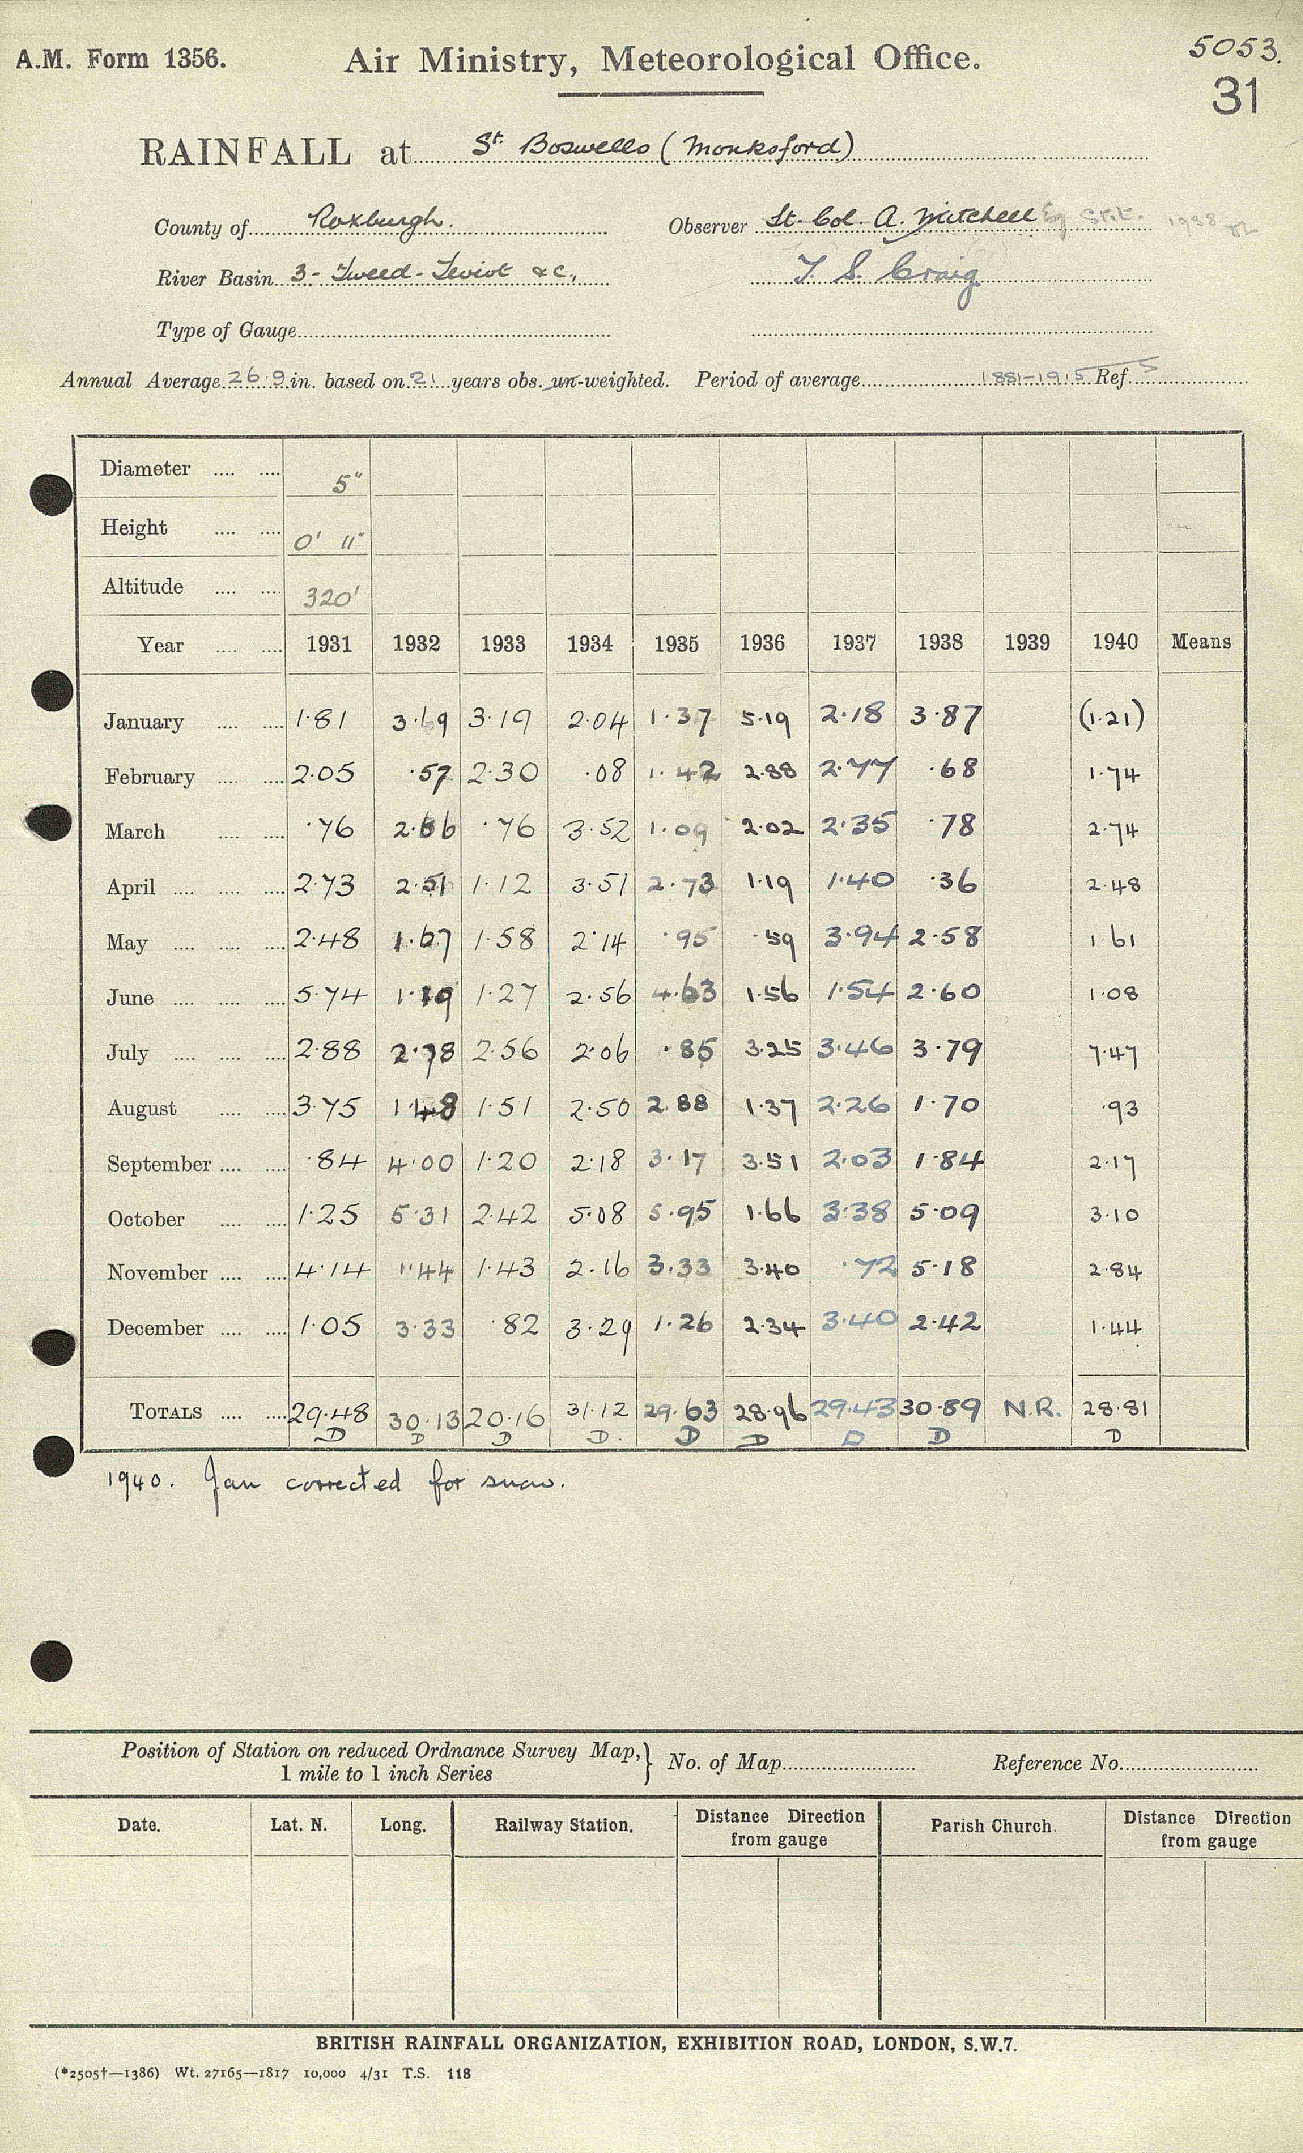 A.M. Form 1356. Air Ministry, Meteorological Office. 5053.
31
RAINFALL at St. Boswells (Monksford)
County of Roxburgh. Observer Lt. Col. A. Mitchell
River Basin 3 - Tweed - Teviot &c., T. S. Craig
Type of Gauge
Annual Average 26.9 in. based on 21 years obs. un-weighted. Period of average 1881-1915 Ref. 5
Diameter .... .... 5"
Height .... .... 0' 11"
Altitude .... .... 320'
Year .... .... 1931 1932 1933 1934 1935 1936 1937 1938 1939 1940 Means
January .... .... 1.81 3.19 3.19 2.04 1.37 5.19 2.18 3.87 (1.21)
February .... .... 2.05 .57 2.30 .08 1.42 2.88 2.77 .68 1.74
March .... .... .76 2.66 .76 3.52 1.09 2.02 2.35 .78 2.74
April .... .... .... 2.73 2.51 1.12 3.51 2.73 1.19 1.40 .36 2.48
May .... .... .... 2.48 1.67 1.58 2.14 .95 .59 3.94 2.58 1.61
June .... .... .... 5.74 1.19 1.27 2.56 4.63 1.56 1.54 2.60 1.08
July .... .... .... 2.88 2.78 2.56 2.06 .85 3.25 3.46 3.79 7.47
August .... .... 3.75 1.48 1.51 2.50 2.88 1.37 2.26 1.70 .93
September .... .... .84 4.00 1.20 2.18 3.17 3.51 2.03 1.84 2.17
October .... .... 1.25 5.31 2.42 5.08 5.95 1.66 3.38 5.09 3.10
November .... .... 4.14 1.44 1.43 2.16 3.33 3.40 .72 5.18 2.84
December .... .... 1.05 3.33 .82 3.29 1.26 2.34 3.40 2.42 1.44
TOTALS .... .... 29.48 30.13 20.16 31.12 29.63 28.96 29.43 30.89 N.R. 28.81
D D D D. D D D D D
1940. Jan corrected for snow.
Position of Station on reduced Ordnance Survey Map, } No. of Map Reference No.
1 mile to 1 inch Series
Date. Lat. N. Long. Railway Station. Distance Direction from gauge Parish Church. Distance Direction from gauge
BRITISH RAINFALL ORGANIZATION, EXHIBITION ROAD, LONDON, S.W.7.
(*2505†—1386) Wt. 27165—1817 10,000 4/31 T.S. 118